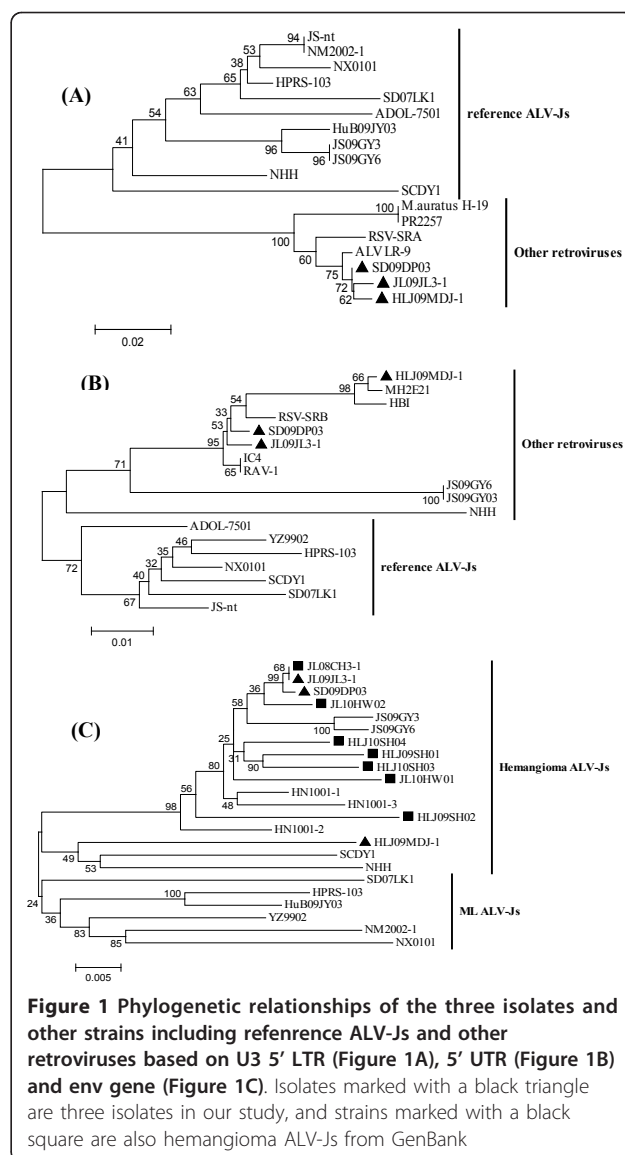 94
JS-nt
NM2002-1
53
NX0101
38
HPRS-103
65
SD07LK1
(A)
63
ADOL-7501
reference ALV-Js
54
HuB09JY03
96
JS09GY3
96
JS09GY6
41
NHH
SCDY1
M.auratus H-19
100
PR2257
100
RSV-SRA
60
ALV LR-9
Other retroviruses
75
SD09DP03
72
JL09JL3-1
62
HLJ09MDJ-1
0.02
(B)
66
HLJ09MDJ-1
98
MH2E21
54
HBI
33
RSV-SRB
53
SD09DP03
Other retroviruses
95
JL09JL3-1
IC4
65
RAV-1
71
JS09GY6
100
JS09GY03
NHH
ADOL-7501
46
YZ9902
35
HPRS-103
72
32
NX0101
reference ALV-Js
40
SCDY1
SD07LK1
67
JS-nt
0.01
68
JL08CH3-1
99
JL09JL3-1
36
SD09DP03
58
JL10HW02
(C)
JS09GY3
100
JS09GY6
25
HLJ10SH04
31
HLJ09SH01
90
HLJ10SH03
Hemangioma ALV-Js
80
JL10HW01
56
HN1001-1
48
HN1001-3
98
HLJ09SH02
HN1001-2
HLJ09MDJ-1
49
SCDY1
53
NHH
SD07LK1
24
HPRS-103
100
HuB09JY03
36
ML ALV-Js
YZ9902
83
NM2002-1
85
NX0101
0.005
Figure 1 Phylogenetic relationships of the three isolates and
other strains including refenrence ALV-Js and other
retroviruses based on U3 5’ LTR (Figure 1A), 5’ UTR (Figure 1B)
and env gene (Figure 1C). Isolates marked with a black triangle
are three isolates in our study, and strains marked with a black
square are also hemangioma ALV-Js from GenBank